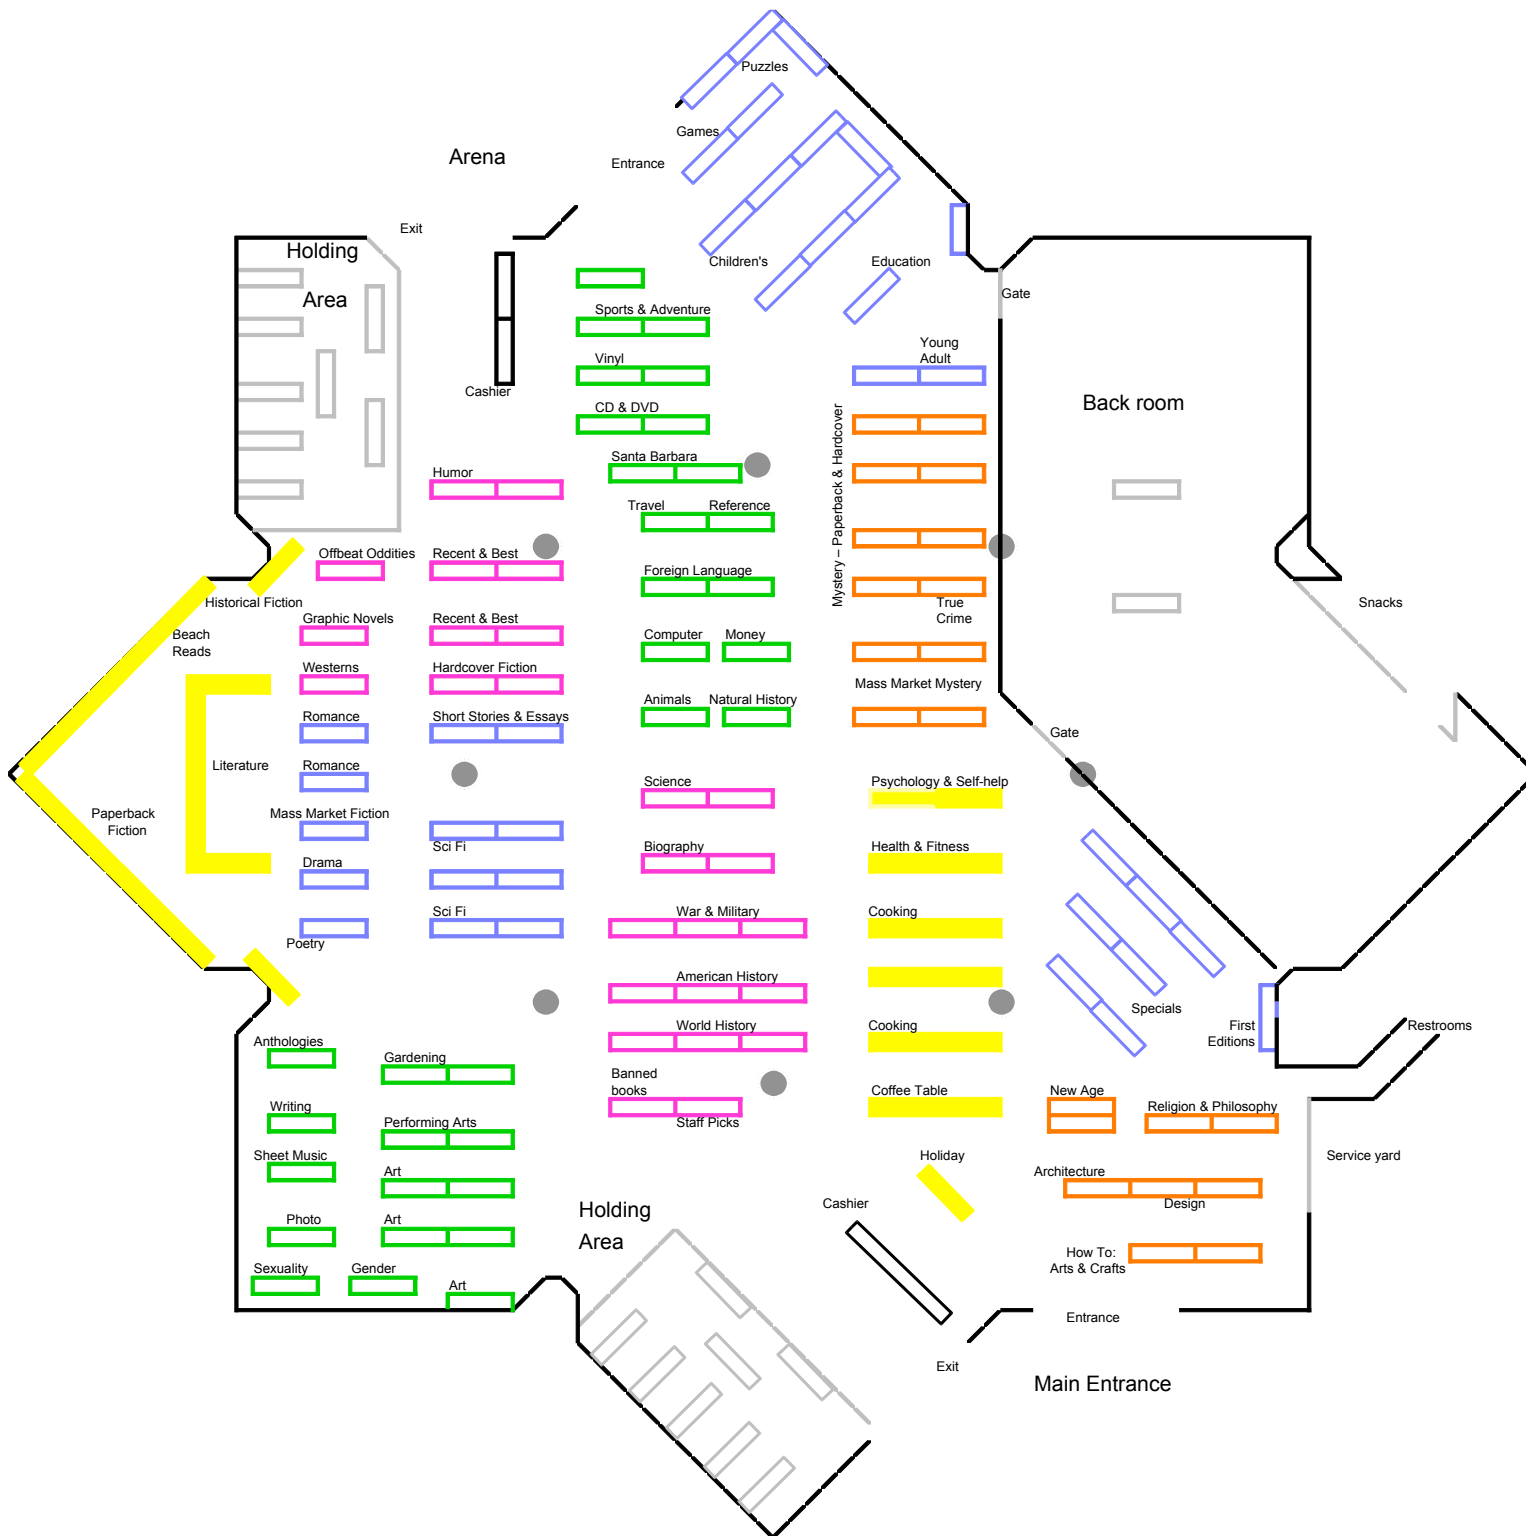 Puzzles
Games
Arena
Entrance
Exit
Holding
Area
Children's
Education
Gate
Sports & Adventure
Young
Adult
Vinyl
Cashier
Back room
CD & DVD
Mystery – Paperback & Hardcover
Santa Barbara
Humor
Travel
Reference
Offbeat Oddities
Recent & Best
Foreign Language
Historical Fiction
True
Crime
Snacks
Graphic Novels
Recent & Best
Beach
Reads
Computer
Money
Westerns
Hardcover Fiction
Mass Market Mystery
Animals
Natural History
Romance
Short Stories & Essays
Gate
Literature
Romance
Science
Psychology & Self-help
Paperback
Fiction
Mass Market Fiction
Sci Fi
Biography
Health & Fitness
Drama
War & Military
Cooking
Sci Fi
Poetry
American History
Specials
First
Editions
Restrooms
World History
Cooking
Anthologies
Gardening
Banned
books
Staff Picks
Coffee Table
New Age
Religion & Philosophy
Writing
Performing Arts
Sheet Music
Art
Holiday
Service yard
Architecture
Design
Cashier
Holding
Area
Photo
Art
How To:
Arts & Crafts
Sexuality
Gender
Art
Entrance
Exit
Main Entrance